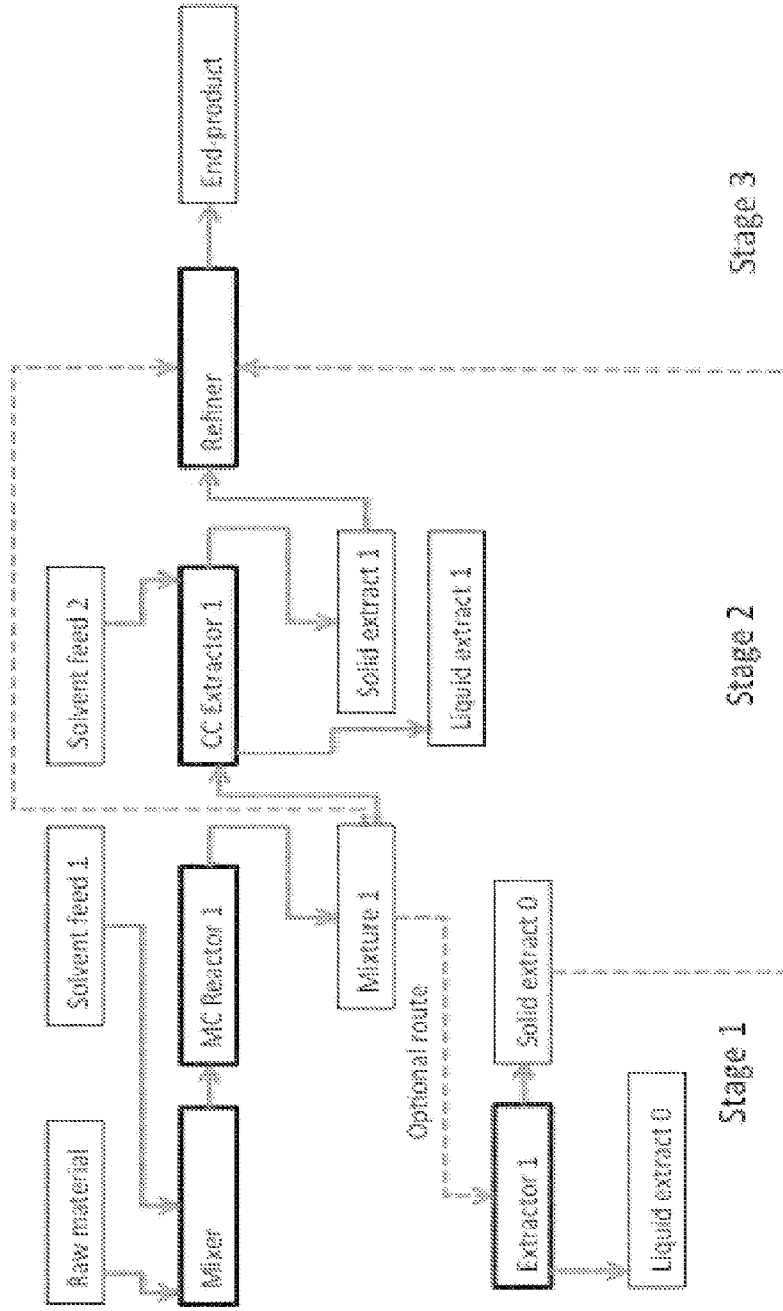 Raw material
Solvent feed 1
Solvent feed 2
Mixer
MC Reactor 1
CC Extractor 1
Refiner
End-product
Mixture 1
Solid extract 1
Optional route
Liquid extract 1
Extractor 1
Solid extract 0
Liquid extract 0
Stage 1
Stage 2
Stage 3